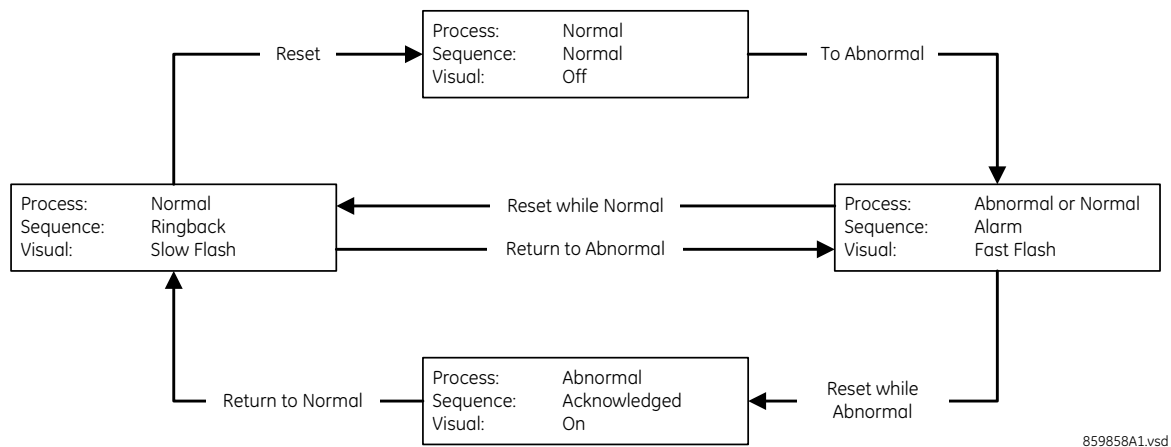 Process: Normal
Sequence: Normal
Visual: Off
Reset
To Abnormal
Process: Normal
Sequence: Ringback
Visual: Slow Flash
Reset while Normal
Return to Abnormal
Process: Abnormal or Normal
Sequence: Alarm
Visual: Fast Flash
Return to Normal
Process: Abnormal
Sequence: Acknowledged
Visual: On
Reset while
Abnormal
859858A1.vsd